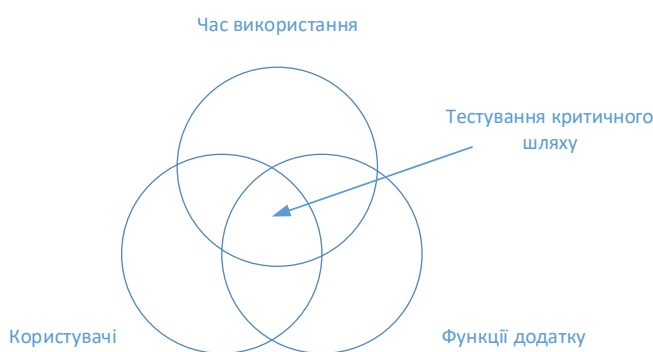 Час використання
Тестування критичного
шляху
Користувачі
Функції додатку